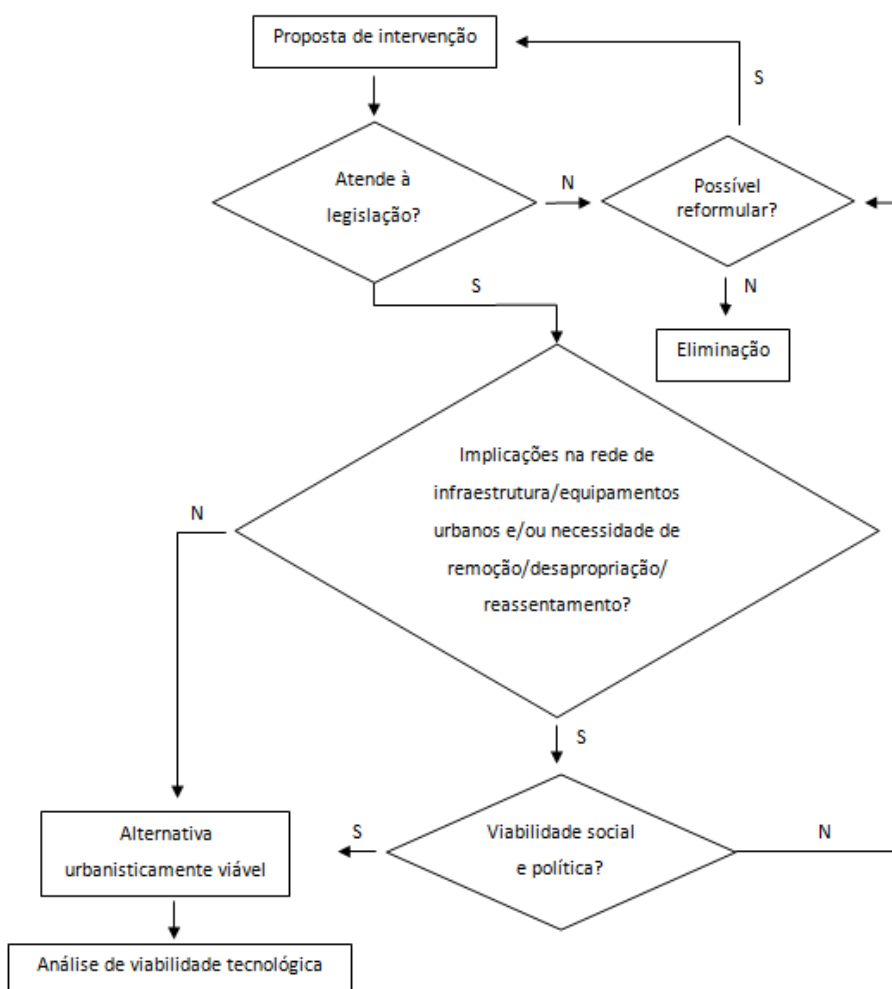 Proposta de intervenção
S
Atende à
legislação?
N
Possível
reformular?
S
N
Eliminação
Implicações na rede de
infraestrutura/equipamentos
urbanos e/ou necessidade de
remoção/desapropriação/
reassentamento?
N
S
Alternativa
urbanisticamente viável
S
Viabilidade social
e política?
N
Análise de viabilidade tecnológica